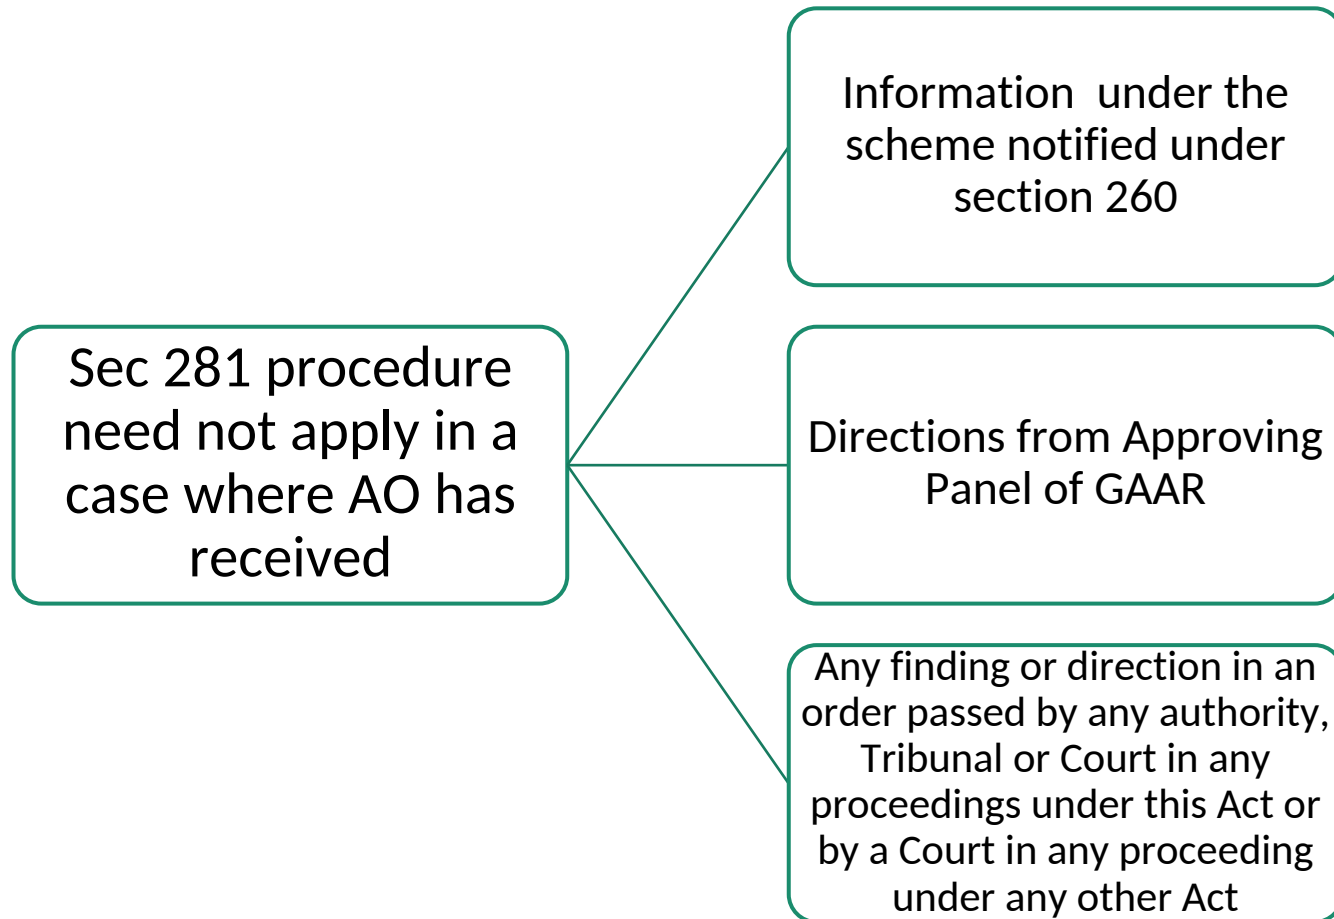 Information  under the
scheme notified under
section 260
Sec 281 procedure
need not apply in a
case where AO has
received
Directions from Approving
Panel of GAAR
Any finding or direction in an
order passed by any authority,
Tribunal or Court in any
proceedings under this Act or
by a Court in any proceeding
under any other Act